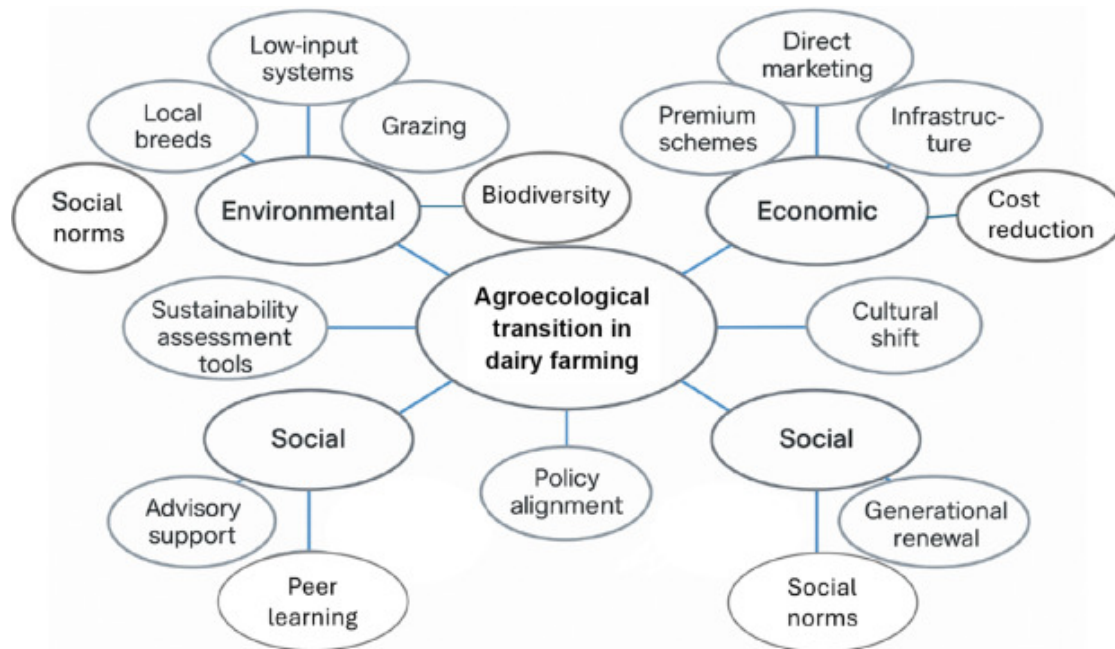 Low-input
systems
Local
breeds
Grazing
Social
norms
Environmental
Biodiversity
Direct
marketing
Premium
schemes
Infrastruc-
ture
Economic
Cost
reduction
Agroecological
transition in
dairy farming
Sustainability
assessment
tools
Cultural
shift
Social
Advisory
support
Peer
learning
Policy
alignment
Social
Generational
renewal
Social
norms